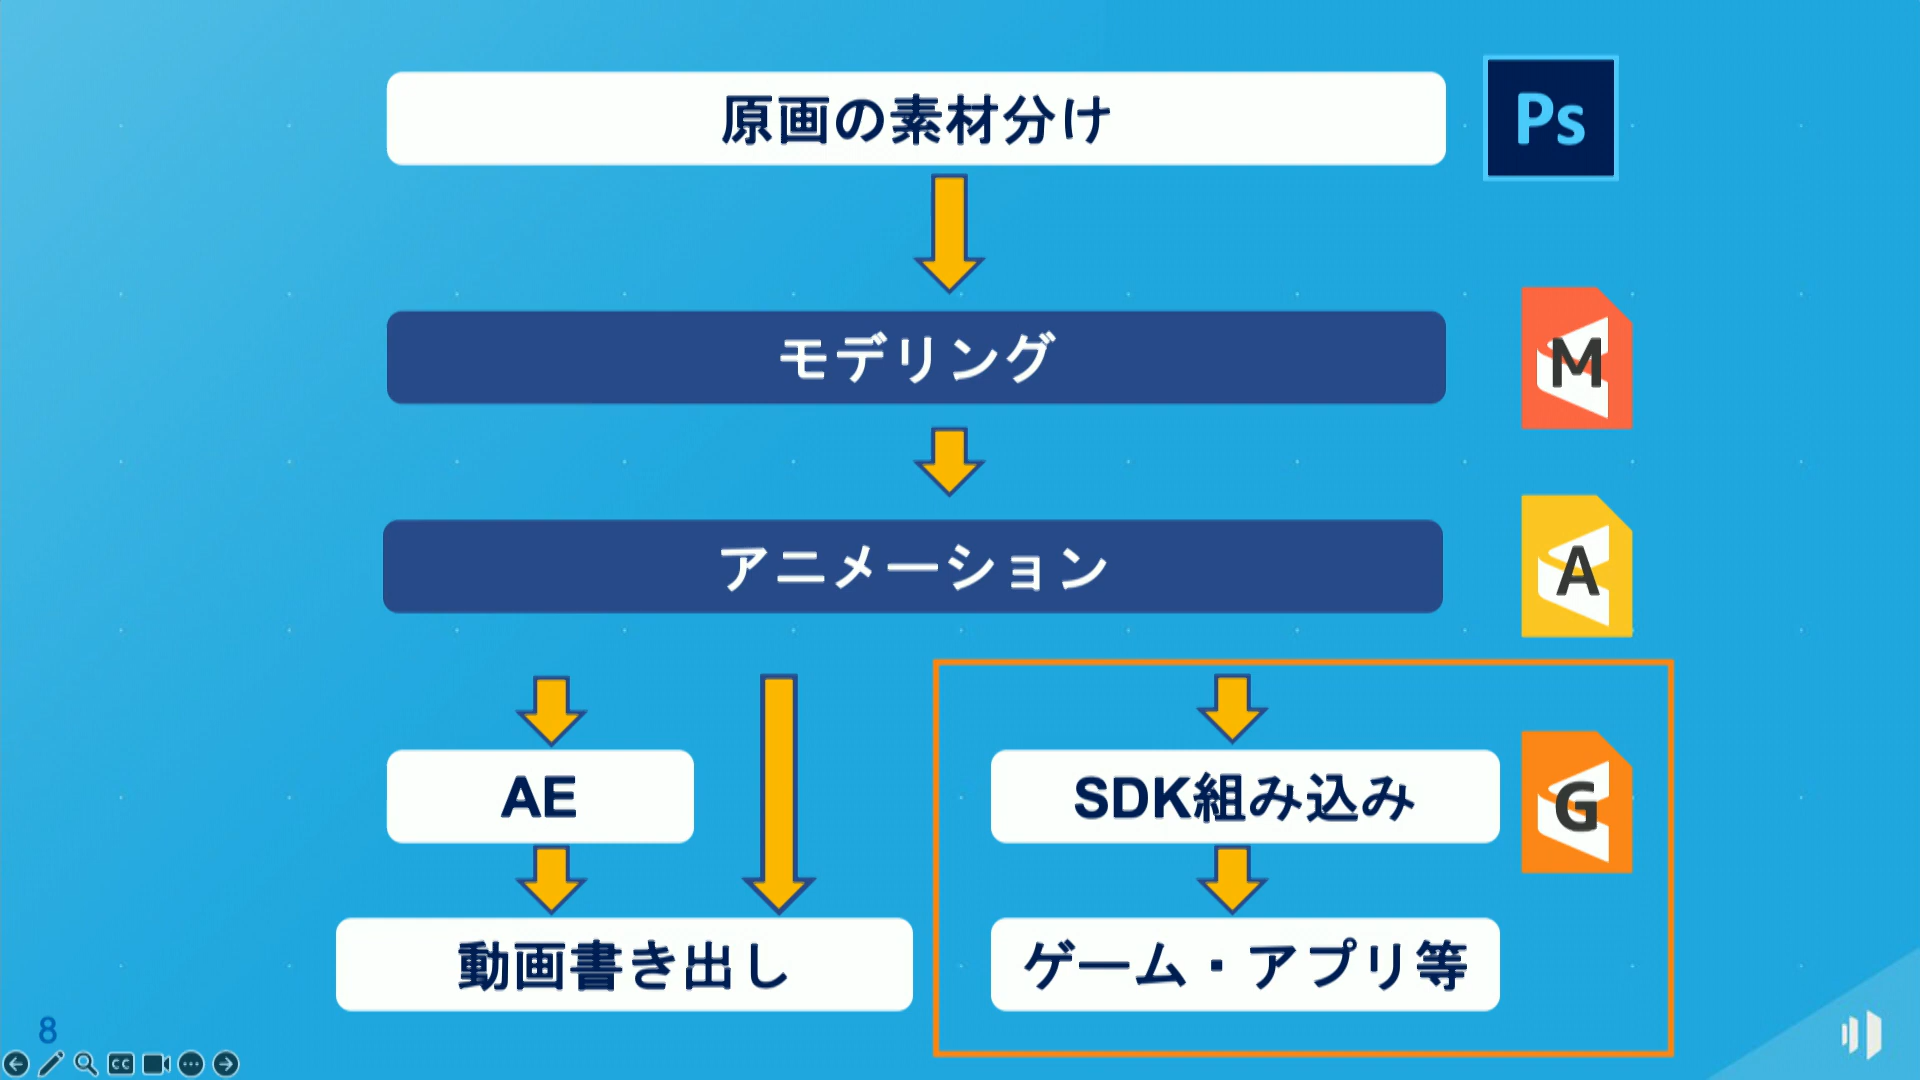 原画の素材分け
Ps
モデリング
M
アニメーション
A
AE
SDK組み込み
G
動画書き出し
ゲーム・アプリ等
8
CC